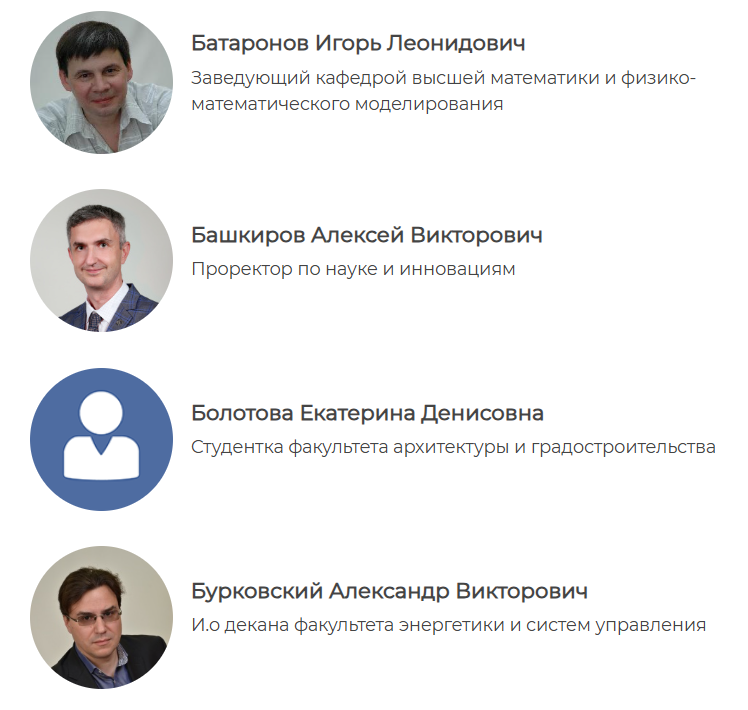 Батаронов Игорь Леонидович
Заведующий кафедрой высшей математики и физико-
математического моделирования
Башкиров Алексей Викторович
Проректор по науке и инновациям
Болотова Екатерина Денисовна
Студентка факультета архитектуры и градостроительства
Бурковский Александр Викторович
И.о декана факультета энергетики и систем управления